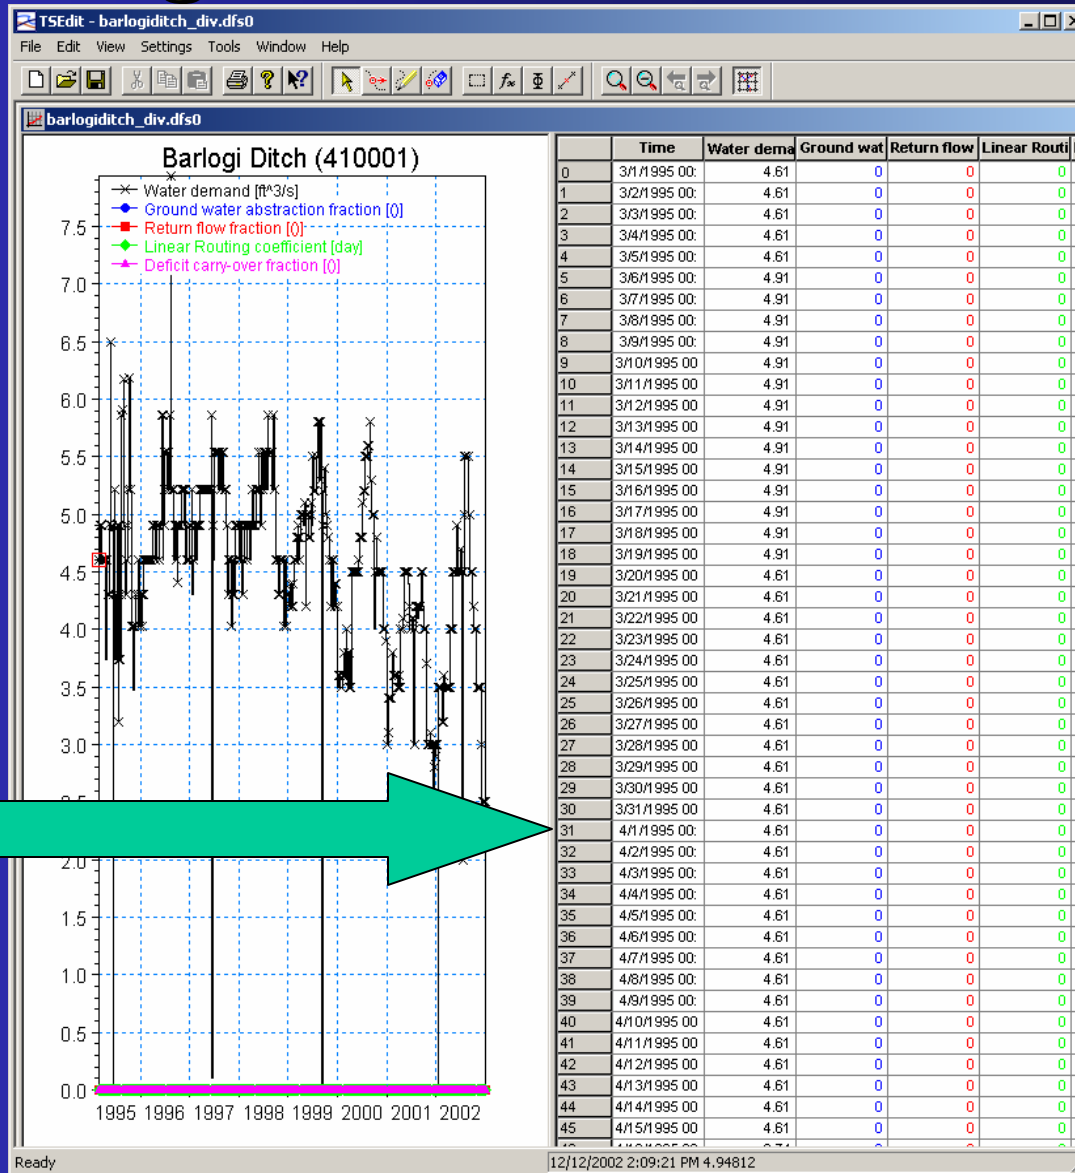 TSEdit - barlogiditch_div.dfs0
File Edit View Settings Tools Window Help
barlogiditch_div.dfs0
Barlogi Ditch (410001)
Water demand [ft^3/s]
Ground water abstraction fraction [()]
Return flow fraction [()]
Linear Routing coefficient [day]
Deficit carry-over fraction [()]
7.5
7.0
6.5
6.0
5.5
5.0
4.5
4.0
3.5
3.0
2.0
1.5
1.0
0.5
0.0
1995 1996 1997 1998 1999 2000 2001 2002
Time Water dema Ground wat Return flow Linear Routi
0 3/1/1995 00: 4.61 0 0 0
1 3/2/1995 00: 4.61 0 0 0
2 3/3/1995 00: 4.61 0 0 0
3 3/4/1995 00: 4.61 0 0 0
4 3/5/1995 00: 4.61 0 0 0
5 3/6/1995 00: 4.91 0 0 0
6 3/7/1995 00: 4.91 0 0 0
7 3/8/1995 00: 4.91 0 0 0
8 3/9/1995 00: 4.91 0 0 0
9 3/10/1995 00 4.91 0 0 0
10 3/11/1995 00 4.91 0 0 0
11 3/12/1995 00 4.91 0 0 0
12 3/13/1995 00 4.91 0 0 0
13 3/14/1995 00 4.91 0 0 0
14 3/15/1995 00 4.91 0 0 0
15 3/16/1995 00 4.91 0 0 0
16 3/17/1995 00 4.91 0 0 0
17 3/18/1995 00 4.91 0 0 0
18 3/19/1995 00 4.91 0 0 0
19 3/20/1995 00 4.61 0 0 0
20 3/21/1995 00 4.61 0 0 0
21 3/22/1995 00 4.61 0 0 0
22 3/23/1995 00 4.61 0 0 0
23 3/24/1995 00 4.61 0 0 0
24 3/25/1995 00 4.61 0 0 0
25 3/26/1995 00 4.61 0 0 0
26 3/27/1995 00 4.61 0 0 0
27 3/28/1995 00 4.61 0 0 0
28 3/29/1995 00 4.61 0 0 0
29 3/30/1995 00 4.61 0 0 0
30 3/31/1995 00 4.61 0 0 0
31 4/1/1995 00: 4.61 0 0 0
32 4/2/1995 00: 4.61 0 0 0
33 4/3/1995 00: 4.61 0 0 0
34 4/4/1995 00: 4.61 0 0 0
35 4/5/1995 00: 4.61 0 0 0
36 4/6/1995 00: 4.61 0 0 0
37 4/7/1995 00: 4.61 0 0 0
38 4/8/1995 00: 4.61 0 0 0
39 4/9/1995 00: 4.61 0 0 0
40 4/10/1995 00 4.61 0 0 0
41 4/11/1995 00 4.61 0 0 0
42 4/12/1995 00 4.61 0 0 0
43 4/13/1995 00 4.61 0 0 0
44 4/14/1995 00 4.61 0 0 0
45 4/15/1995 00 4.61 0 0 0
Ready
12/12/2002 2:09:21 PM 4.94812